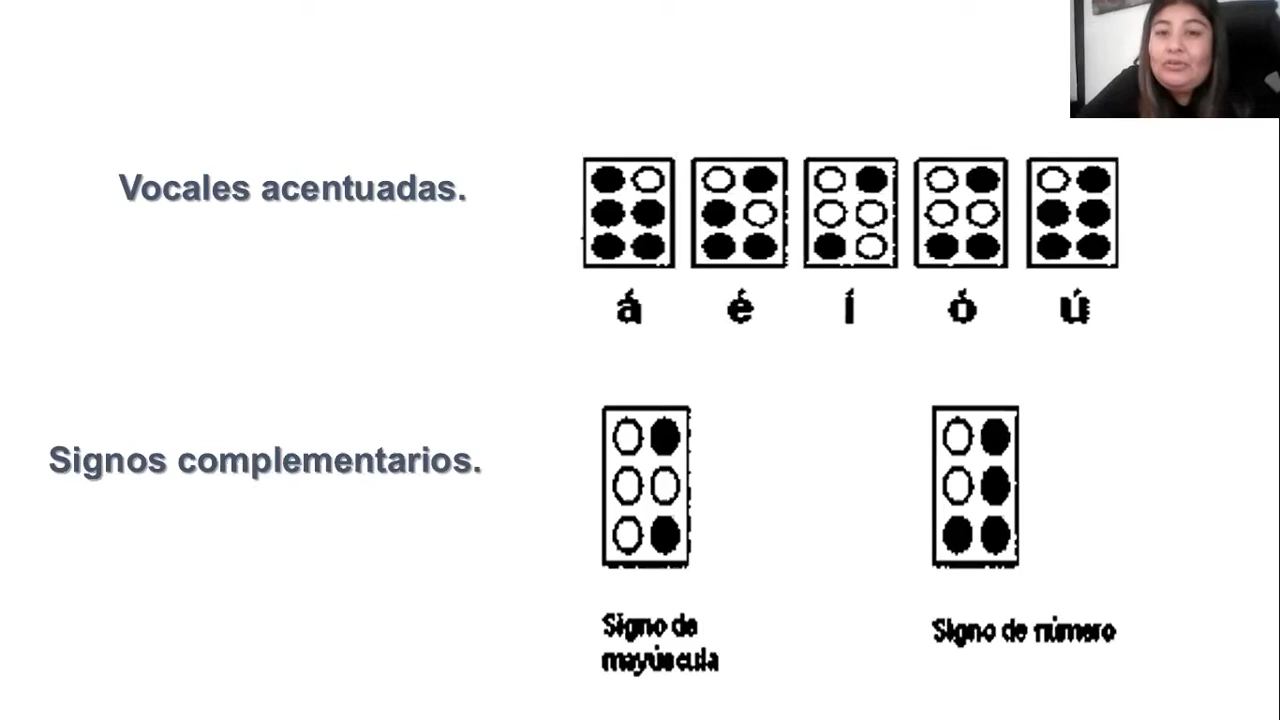 Vocales acentuadas.
á é í ó ú
Signos complementarios.
Signo de
mayúscula
Signo de número